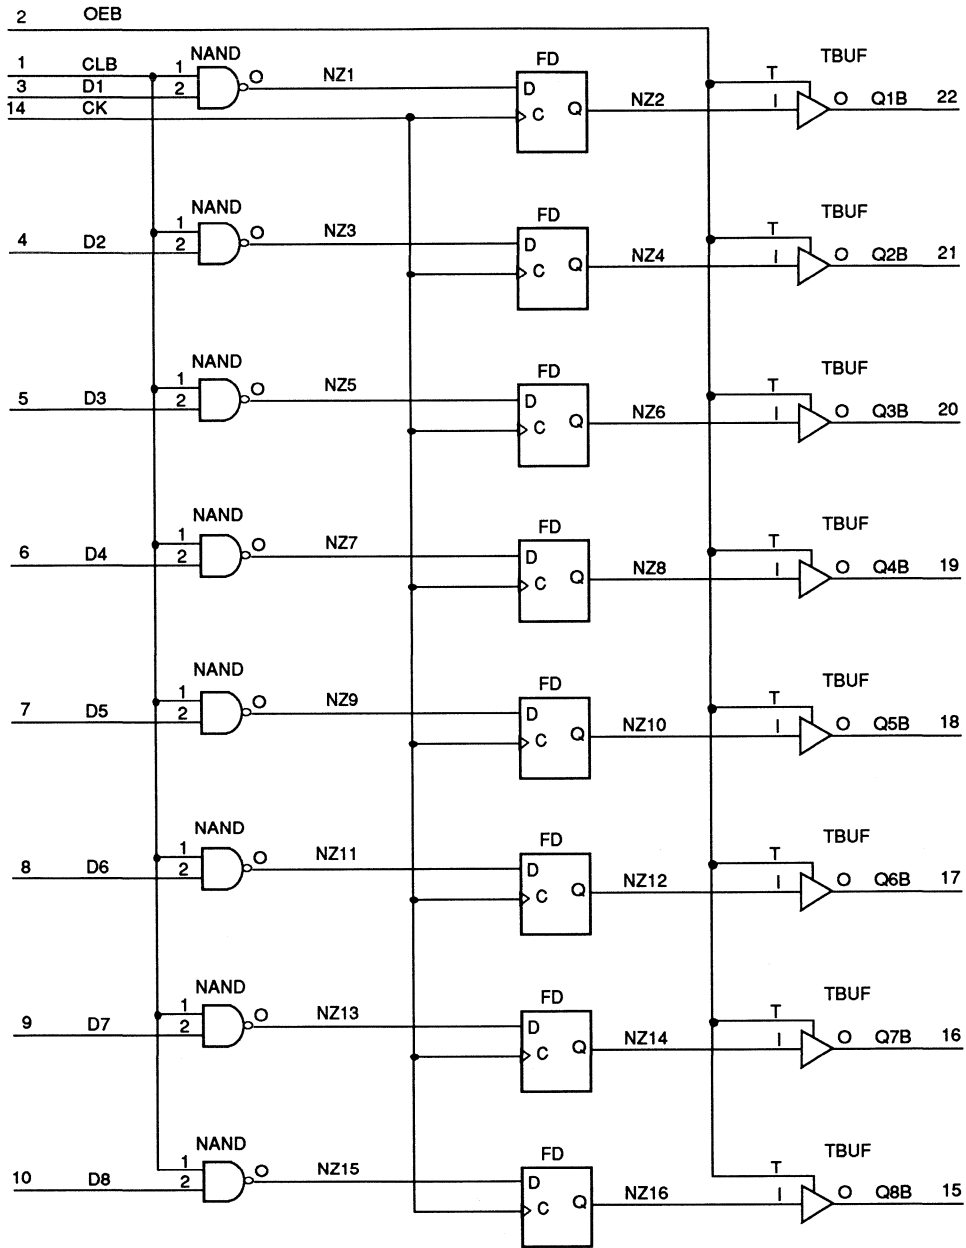 2 OEB
TBUF
NAND FD
1 CLB 1 O NZ1 T
3 D1 2 D Q NZ2 I O Q1B 22
14 CK C
NAND FD TBUF
1 O NZ3 T
4 D2 2 D Q NZ4 I O Q2B 21
C
NAND FD TBUF
1 O NZ5 T
5 D3 2 D Q NZ6 I O Q3B 20
C
NAND FD TBUF
1 O NZ7 T
6 D4 2 D Q NZ8 I O Q4B 19
C
NAND FD TBUF
1 O NZ9 T
7 D5 2 D Q NZ10 I O Q5B 18
C
NAND FD TBUF
1 O NZ11 T
8 D6 2 D Q NZ12 I O Q6B 17
C
NAND FD TBUF
1 O NZ13 T
9 D7 2 D Q NZ14 I O Q7B 16
C
NAND FD TBUF
1 O NZ15 T
10 D8 2 D Q NZ16 I O Q8B 15
C